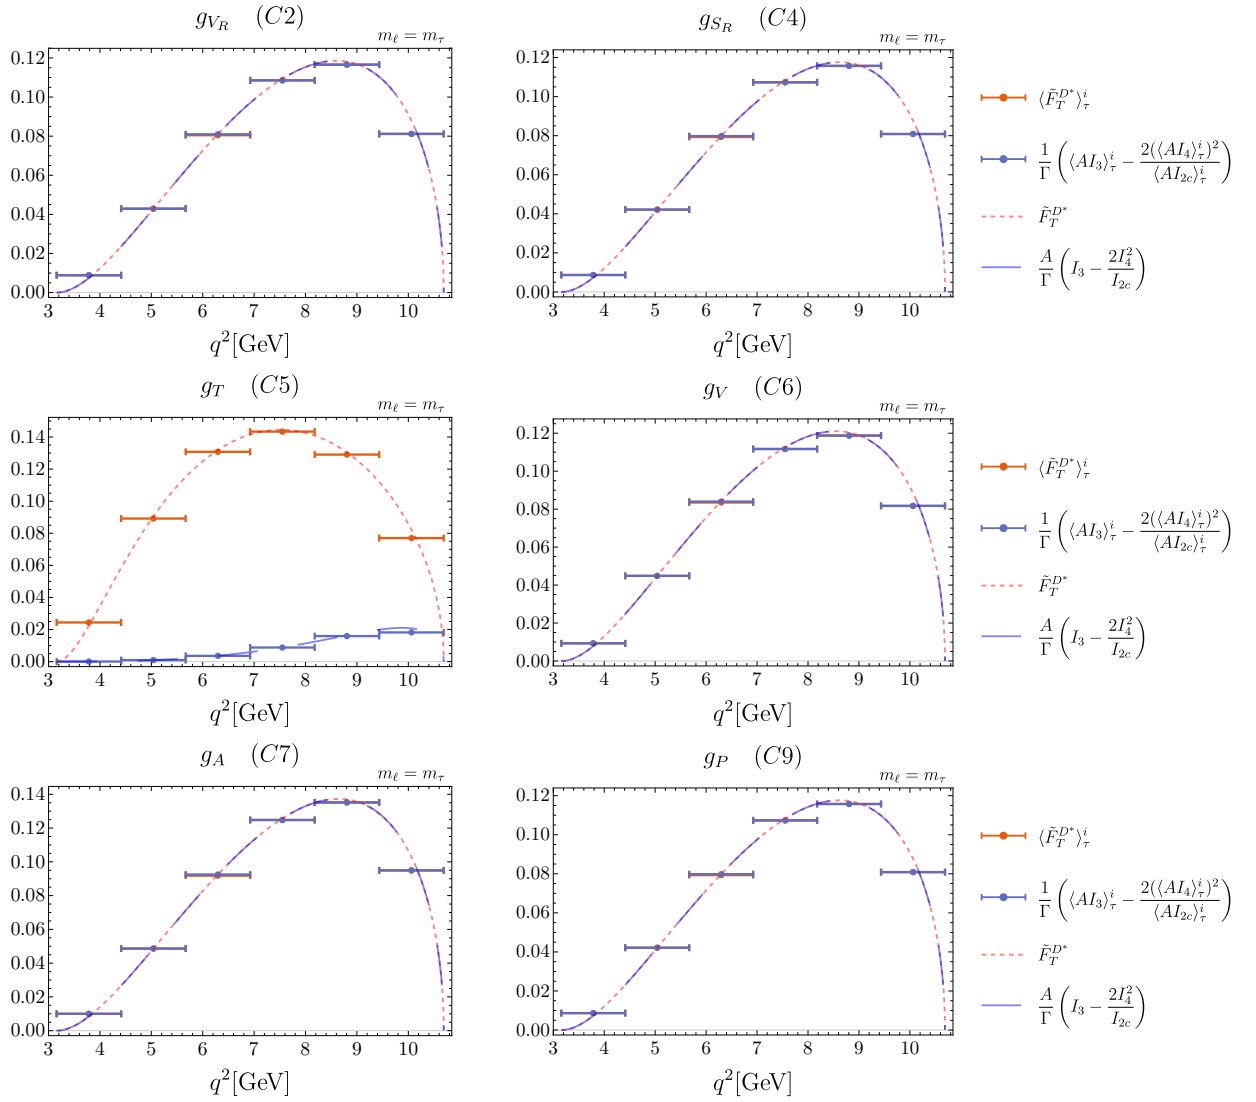 g_{V_R} (C2)
m_ℓ = m_τ
0.12
0.10
0.08
0.06
0.04
0.02
0.00
3 4 5 6 7 8 9 10
q^2[GeV]
g_{S_R} (C4)
m_ℓ = m_τ
0.12
0.10
0.08
0.06
0.04
0.02
0.00
3 4 5 6 7 8 9 10
q^2[GeV]
⟨F̃_T^{D*}⟩_τ^i
1/Γ (⟨AI_3⟩_τ^i − 2(⟨AI_4⟩_τ^i)^2/⟨AI_{2c}⟩_τ^i)
F̃_T^{D*}
A/Γ (I_3 − 2I_4^2/I_{2c})
g_T (C5)
m_ℓ = m_τ
0.14
0.12
0.10
0.08
0.06
0.04
0.02
0.00
3 4 5 6 7 8 9 10
q^2[GeV]
g_V (C6)
m_ℓ = m_τ
0.12
0.10
0.08
0.06
0.04
0.02
0.00
3 4 5 6 7 8 9 10
q^2[GeV]
⟨F̃_T^{D*}⟩_τ^i
1/Γ (⟨AI_3⟩_τ^i − 2(⟨AI_4⟩_τ^i)^2/⟨AI_{2c}⟩_τ^i)
F̃_T^{D*}
A/Γ (I_3 − 2I_4^2/I_{2c})
g_A (C7)
m_ℓ = m_τ
0.14
0.12
0.10
0.08
0.06
0.04
0.02
0.00
3 4 5 6 7 8 9 10
q^2[GeV]
g_P (C9)
m_ℓ = m_τ
0.12
0.10
0.08
0.06
0.04
0.02
0.00
3 4 5 6 7 8 9 10
q^2[GeV]
⟨F̃_T^{D*}⟩_τ^i
1/Γ (⟨AI_3⟩_τ^i − 2(⟨AI_4⟩_τ^i)^2/⟨AI_{2c}⟩_τ^i)
F̃_T^{D*}
A/Γ (I_3 − 2I_4^2/I_{2c})